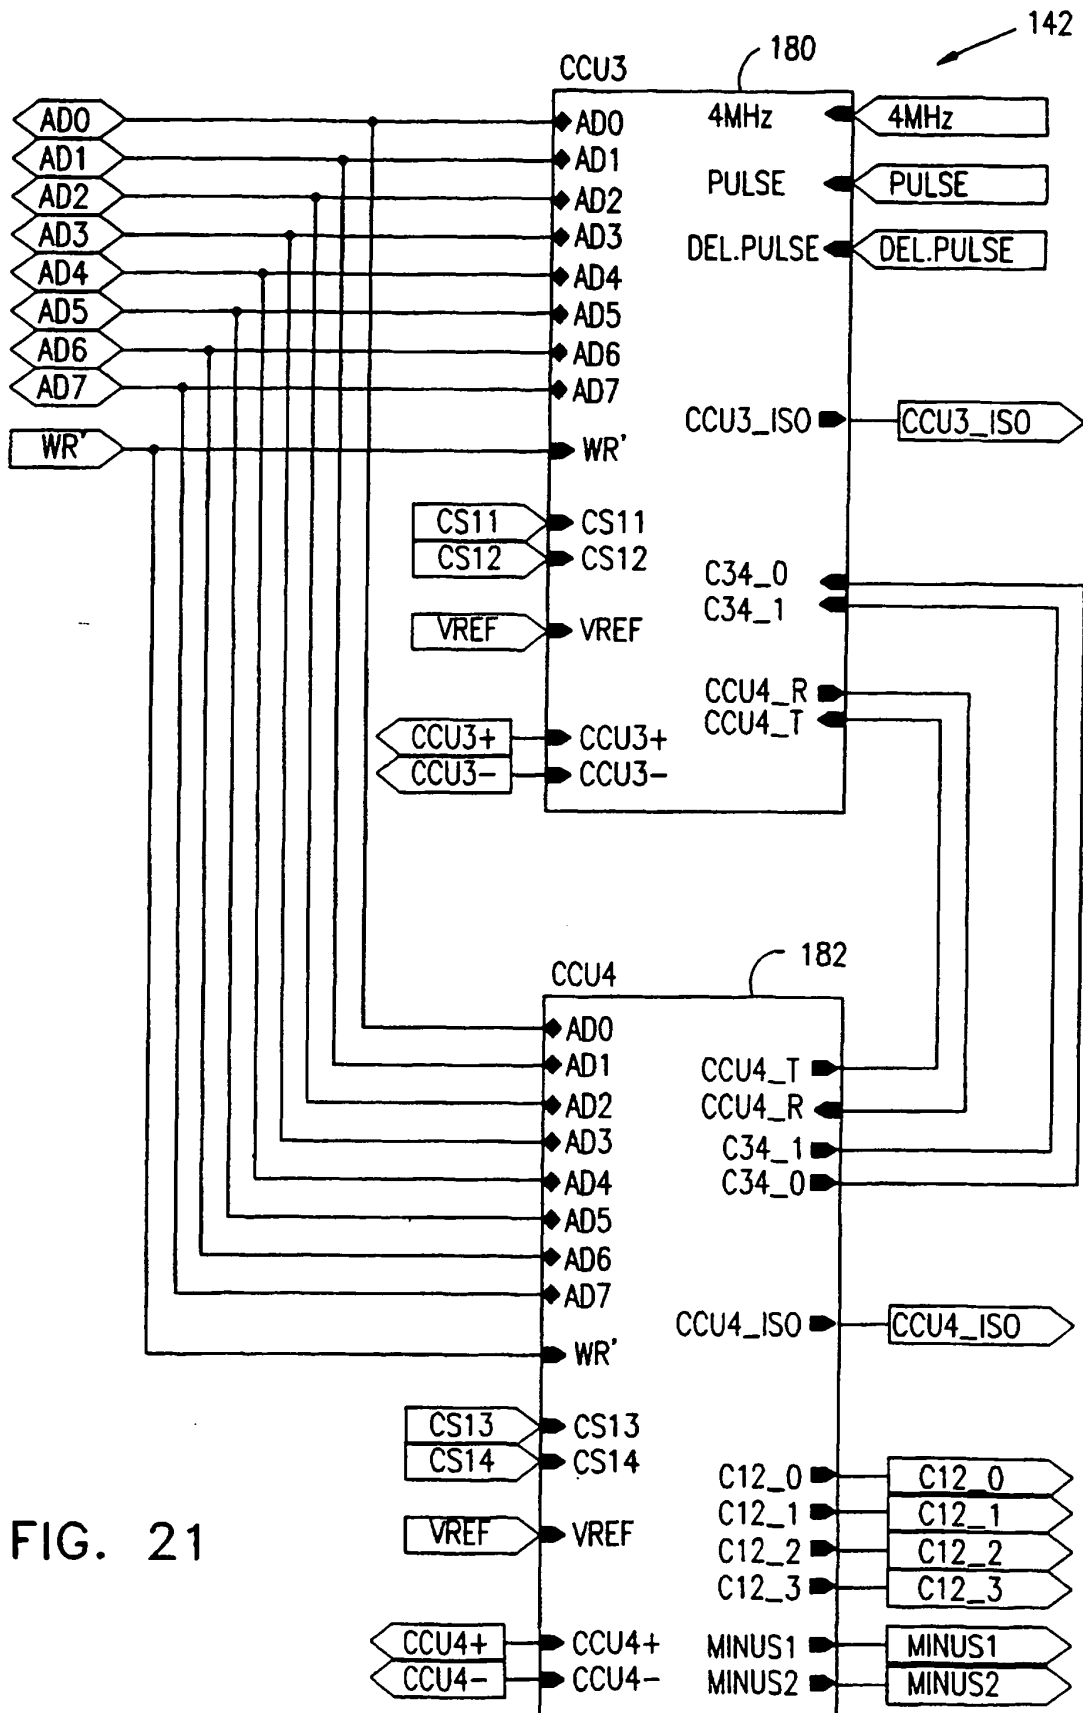 142
180
CCU3
AD0 AD0 4MHz 4MHz
AD1 AD1
AD2 AD2 PULSE PULSE
AD3 AD3 DEL.PULSE DEL.PULSE
AD4 AD4
AD5 AD5
AD6 AD6
AD7 AD7
CCU3_ISO CCU3_ISO
WR' WR'
CS11 CS11
CS12 CS12
C34_0
C34_1
VREF VREF
CCU4_R
CCU4_T
CCU3+ CCU3+
CCU3- CCU3-
182
CCU4
AD0
AD1 CCU4_T
AD2 CCU4_R
AD3 C34_1
AD4 C34_0
AD5
AD6
AD7
CCU4_ISO CCU4_ISO
WR'
CS13 CS13
CS14 CS14
C12_0 C12_0
C12_1 C12_1
VREF VREF
C12_2 C12_2
C12_3 C12_3
CCU4+ CCU4+ MINUS1 MINUS1
CCU4- CCU4- MINUS2 MINUS2
FIG. 21